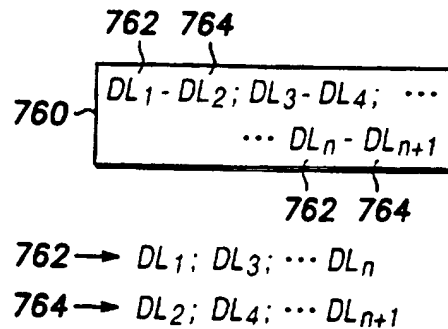 762 764
760 DL₁ - DL₂; DL₃ - DL₄; ...
... DLₙ - DLₙ₊₁
762 764
762 → DL₁; DL₃; ... DLₙ
764 → DL₂; DL₄; ... DLₙ₊₁